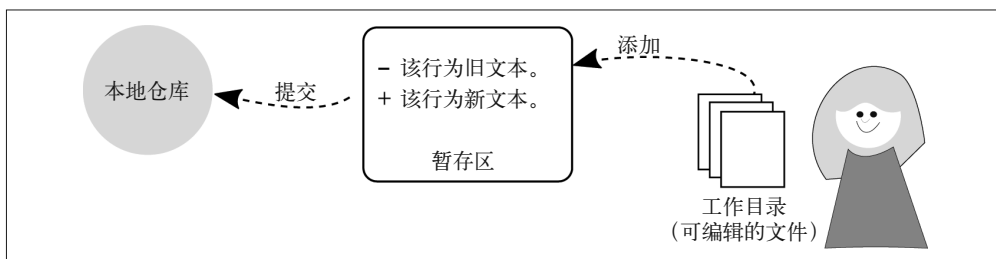 本地仓库
提交
- 该行为旧文本。
+ 该行为新文本。
暂存区
添加
工作目录
（可编辑的文件）